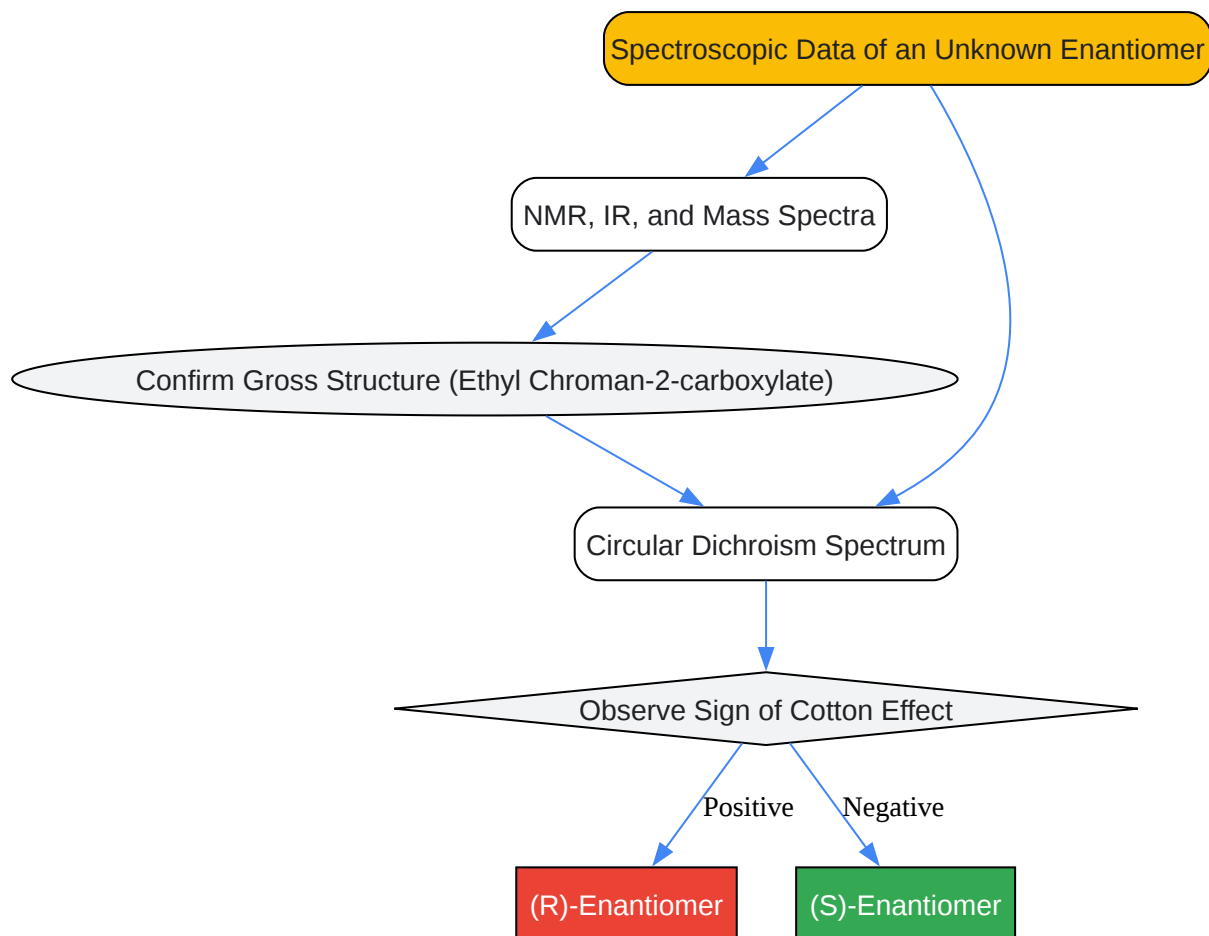 Spectroscopic Data of an Unknown Enantiomer
NMR, IR, and Mass Spectra
Confirm Gross Structure (Ethyl Chroman-2-carboxylate)
Circular Dichroism Spectrum
Observe Sign of Cotton Effect
Positive
Negative
(R)-Enantiomer
(S)-Enantiomer